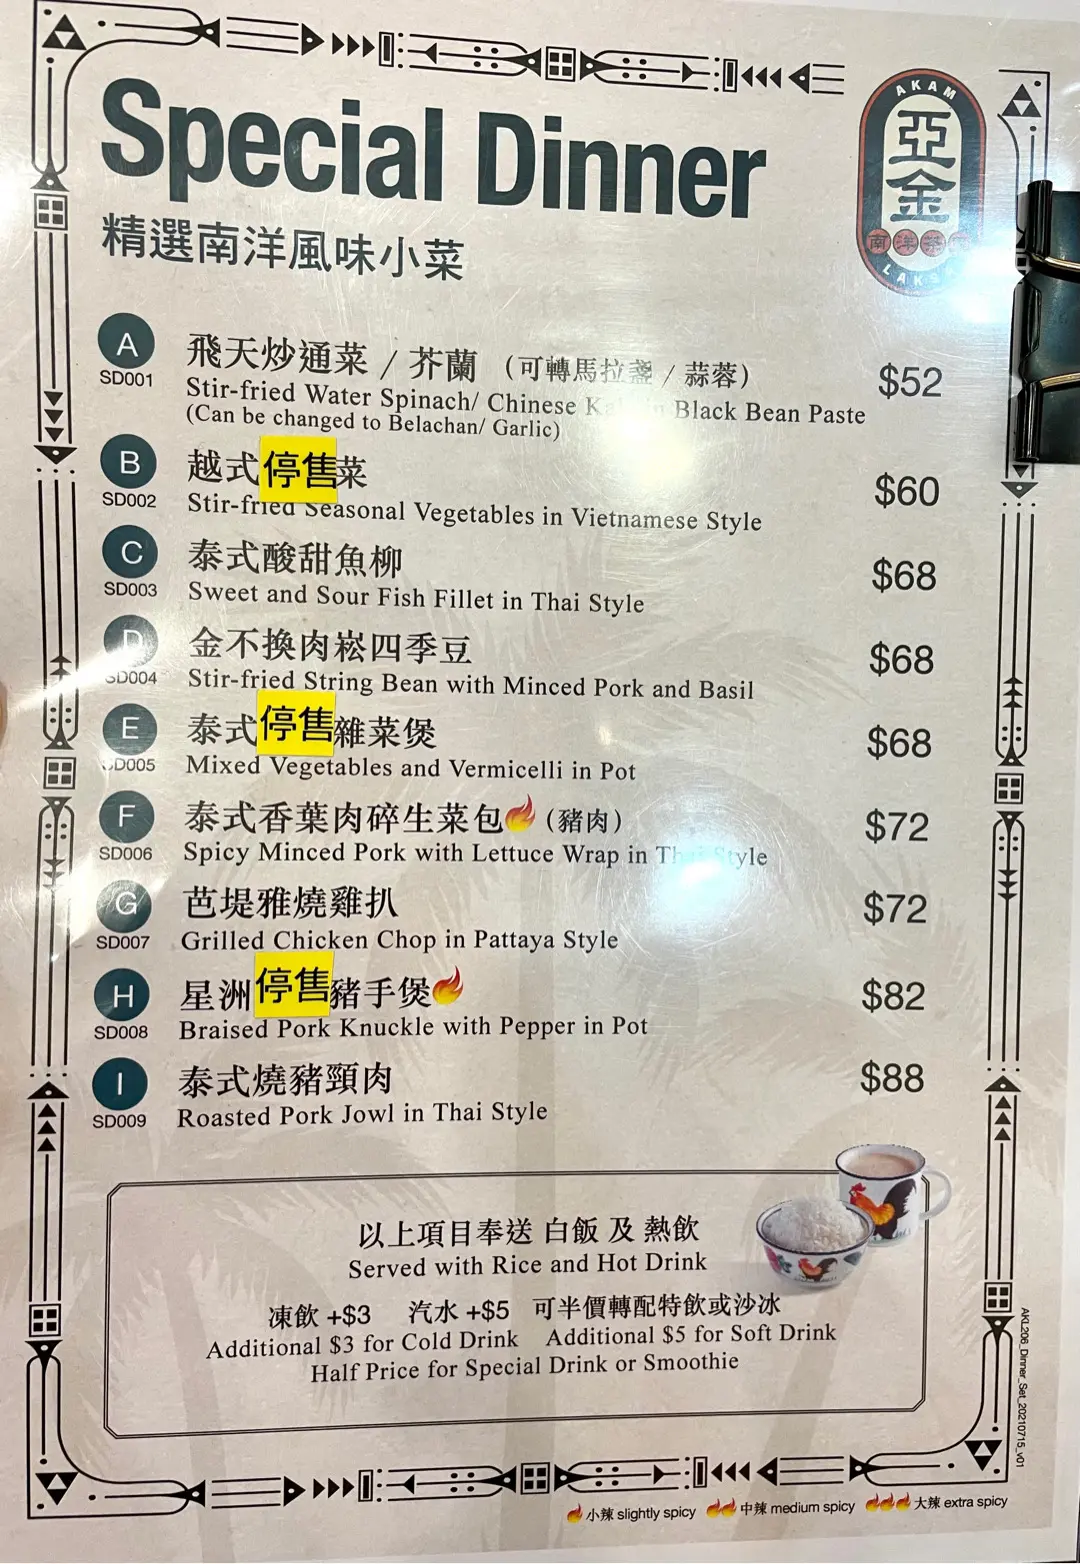 AKAM
亞金
南洋茶
LAKS
Special Dinner
精選南洋風味小菜
A
SD001
飛天炒通菜 / 芥蘭 （可轉馬拉盞 / 蒜蓉）
$52
Stir-fried Water Spinach/ Chinese Black Bean Paste
(Can be changed to Belachan/ Garlic)
B
SD002
越式 停售 菜
$60
Stir-fried Seasonal Vegetables in Vietnamese Style
C
SD003
泰式酸甜魚柳
$68
Sweet and Sour Fish Fillet in Thai Style
D
SD004
金不換肉崧四季豆
$68
Stir-fried String Bean with Minced Pork and Basil
E
SD005
泰式 停售 雜菜煲
$68
Mixed Vegetables and Vermicelli in Pot
F
SD006
泰式香葉肉碎生菜包 (豬肉)
$72
Spicy Minced Pork with Lettuce Wrap in Thai Style
G
SD007
芭堤雅燒雞扒
$72
Grilled Chicken Chop in Pattaya Style
H
SD008
星洲 停售 豬手煲
$82
Braised Pork Knuckle with Pepper in Pot
I
SD009
泰式燒豬頸肉
$88
Roasted Pork Jowl in Thai Style
以上項目奉送 白飯 及 熱飲
Served with Rice and Hot Drink
凍飲 +$3 汽水 +$5 可半價轉配特飲或沙冰
Additional $3 for Cold Drink Additional $5 for Soft Drink
Half Price for Special Drink or Smoothie
AKL206_Dinner_Set_20210715_v01
小辣 slightly spicy 中辣 medium spicy 大辣 extra spicy